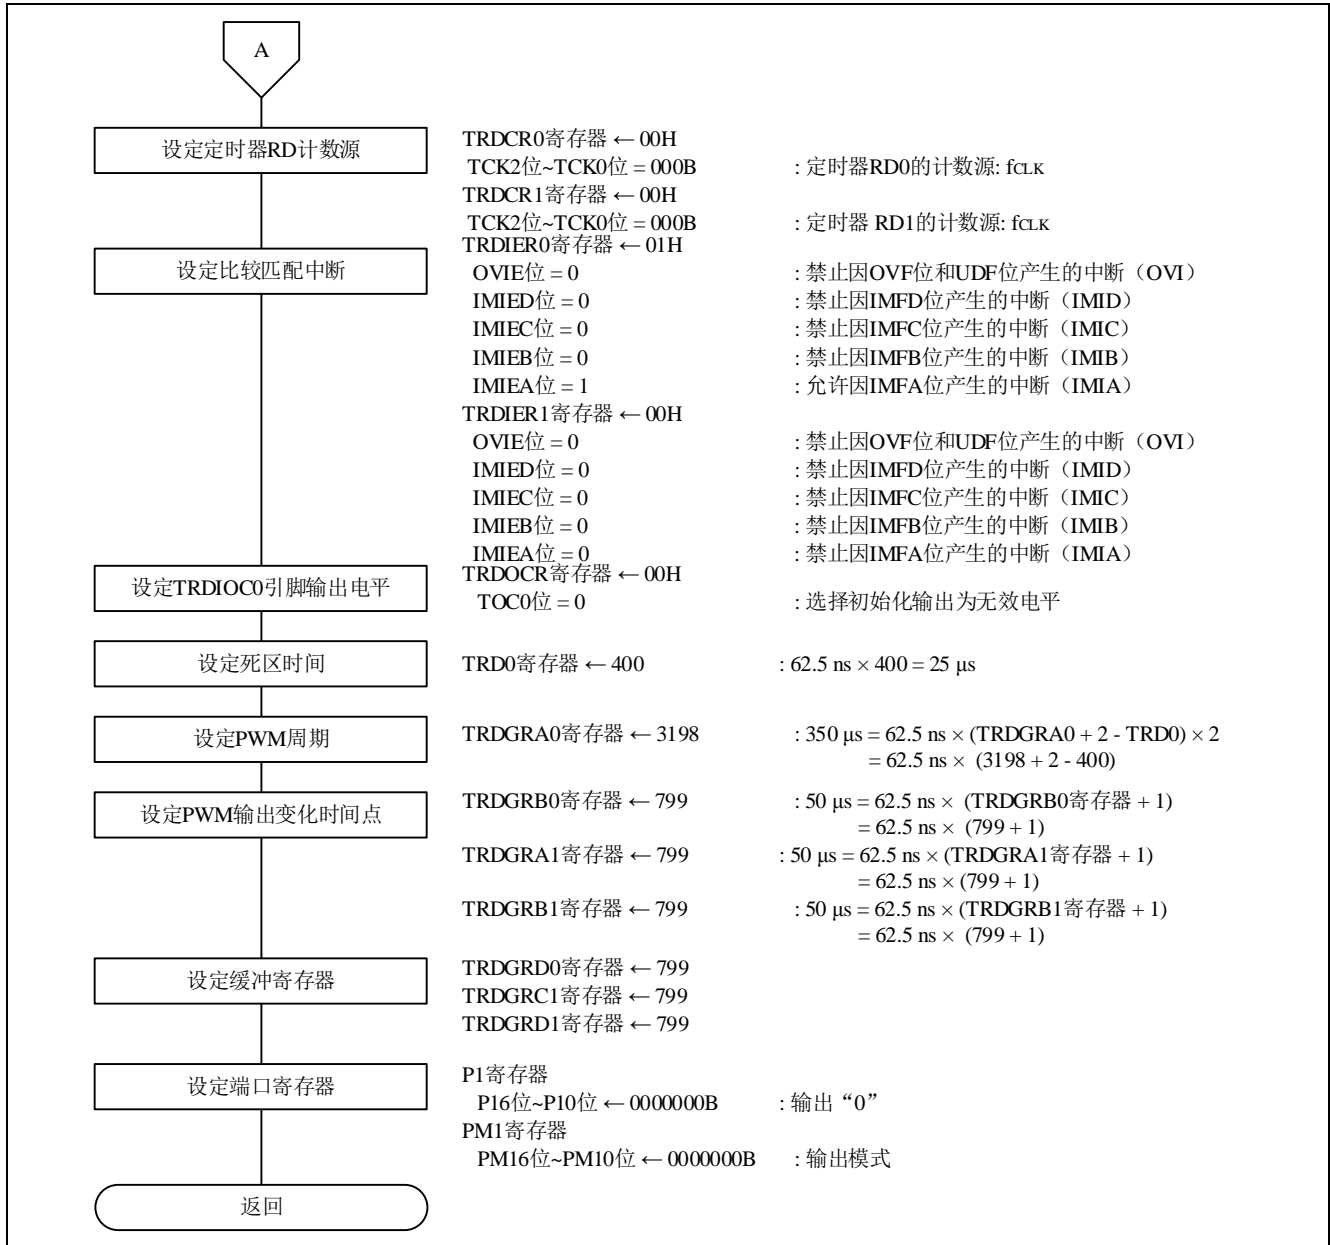 A
设定定时器RD计数源
TRDCR0寄存器 ← 00H
TCK2位~TCK0位 = 000B : 定时器RD0的计数源: fCLK
TRDCR1寄存器 ← 00H
TCK2位~TCK0位 = 000B : 定时器 RD1的计数源: fCLK
设定比较匹配中断
TRDIER0寄存器 ← 01H
OVIE位 = 0 : 禁止因OVF位和UDF位产生的中断（OVI）
IMIED位 = 0 : 禁止因IMFD位产生的中断（IMID）
IMIEC位 = 0 : 禁止因IMFC位产生的中断（IMIC）
IMIEB位 = 0 : 禁止因IMFB位产生的中断（IMIB）
IMIEA位 = 1 : 允许因IMFA位产生的中断（IMIA）
TRDIER1寄存器 ← 00H
OVIE位 = 0 : 禁止因OVF位和UDF位产生的中断（OVI）
IMIED位 = 0 : 禁止因IMFD位产生的中断（IMID）
IMIEC位 = 0 : 禁止因IMFC位产生的中断（IMIC）
IMIEB位 = 0 : 禁止因IMFB位产生的中断（IMIB）
IMIEA位 = 0 : 禁止因IMFA位产生的中断（IMIA）
设定TRDIOC0引脚输出电平
TRDOCR寄存器 ← 00H
TOC0位 = 0 : 选择初始化输出为无效电平
设定死区时间
TRD0寄存器 ← 400 : 62.5 ns × 400 = 25 μs
设定PWM周期
TRDGRA0寄存器 ← 3198 : 350 μs = 62.5 ns × (TRDGRA0 + 2 - TRD0) × 2
= 62.5 ns × (3198 + 2 - 400)
设定PWM输出变化时间点
TRDGRB0寄存器 ← 799 : 50 μs = 62.5 ns × (TRDGRB0寄存器 + 1)
= 62.5 ns × (799 + 1)
TRDGRA1寄存器 ← 799 : 50 μs = 62.5 ns × (TRDGRA1寄存器 + 1)
= 62.5 ns × (799 + 1)
TRDGRB1寄存器 ← 799 : 50 μs = 62.5 ns × (TRDGRB1寄存器 + 1)
= 62.5 ns × (799 + 1)
设定缓冲寄存器
TRDGRD0寄存器 ← 799
TRDGRC1寄存器 ← 799
TRDGRD1寄存器 ← 799
设定端口寄存器
P1寄存器
P16位~P10位 ← 0000000B : 输出“0”
PM1寄存器
PM16位~PM10位 ← 0000000B : 输出模式
返回